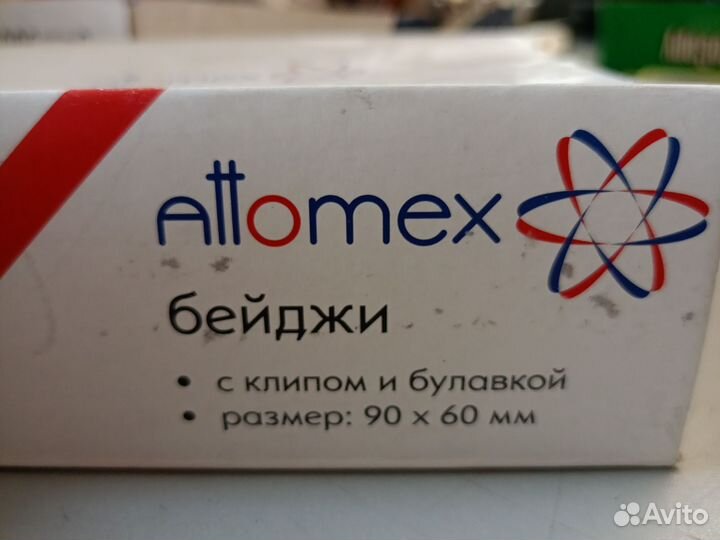 Attomex
бейджи
• с клипом и булавкой
• размер: 90 x 60 мм
Avito